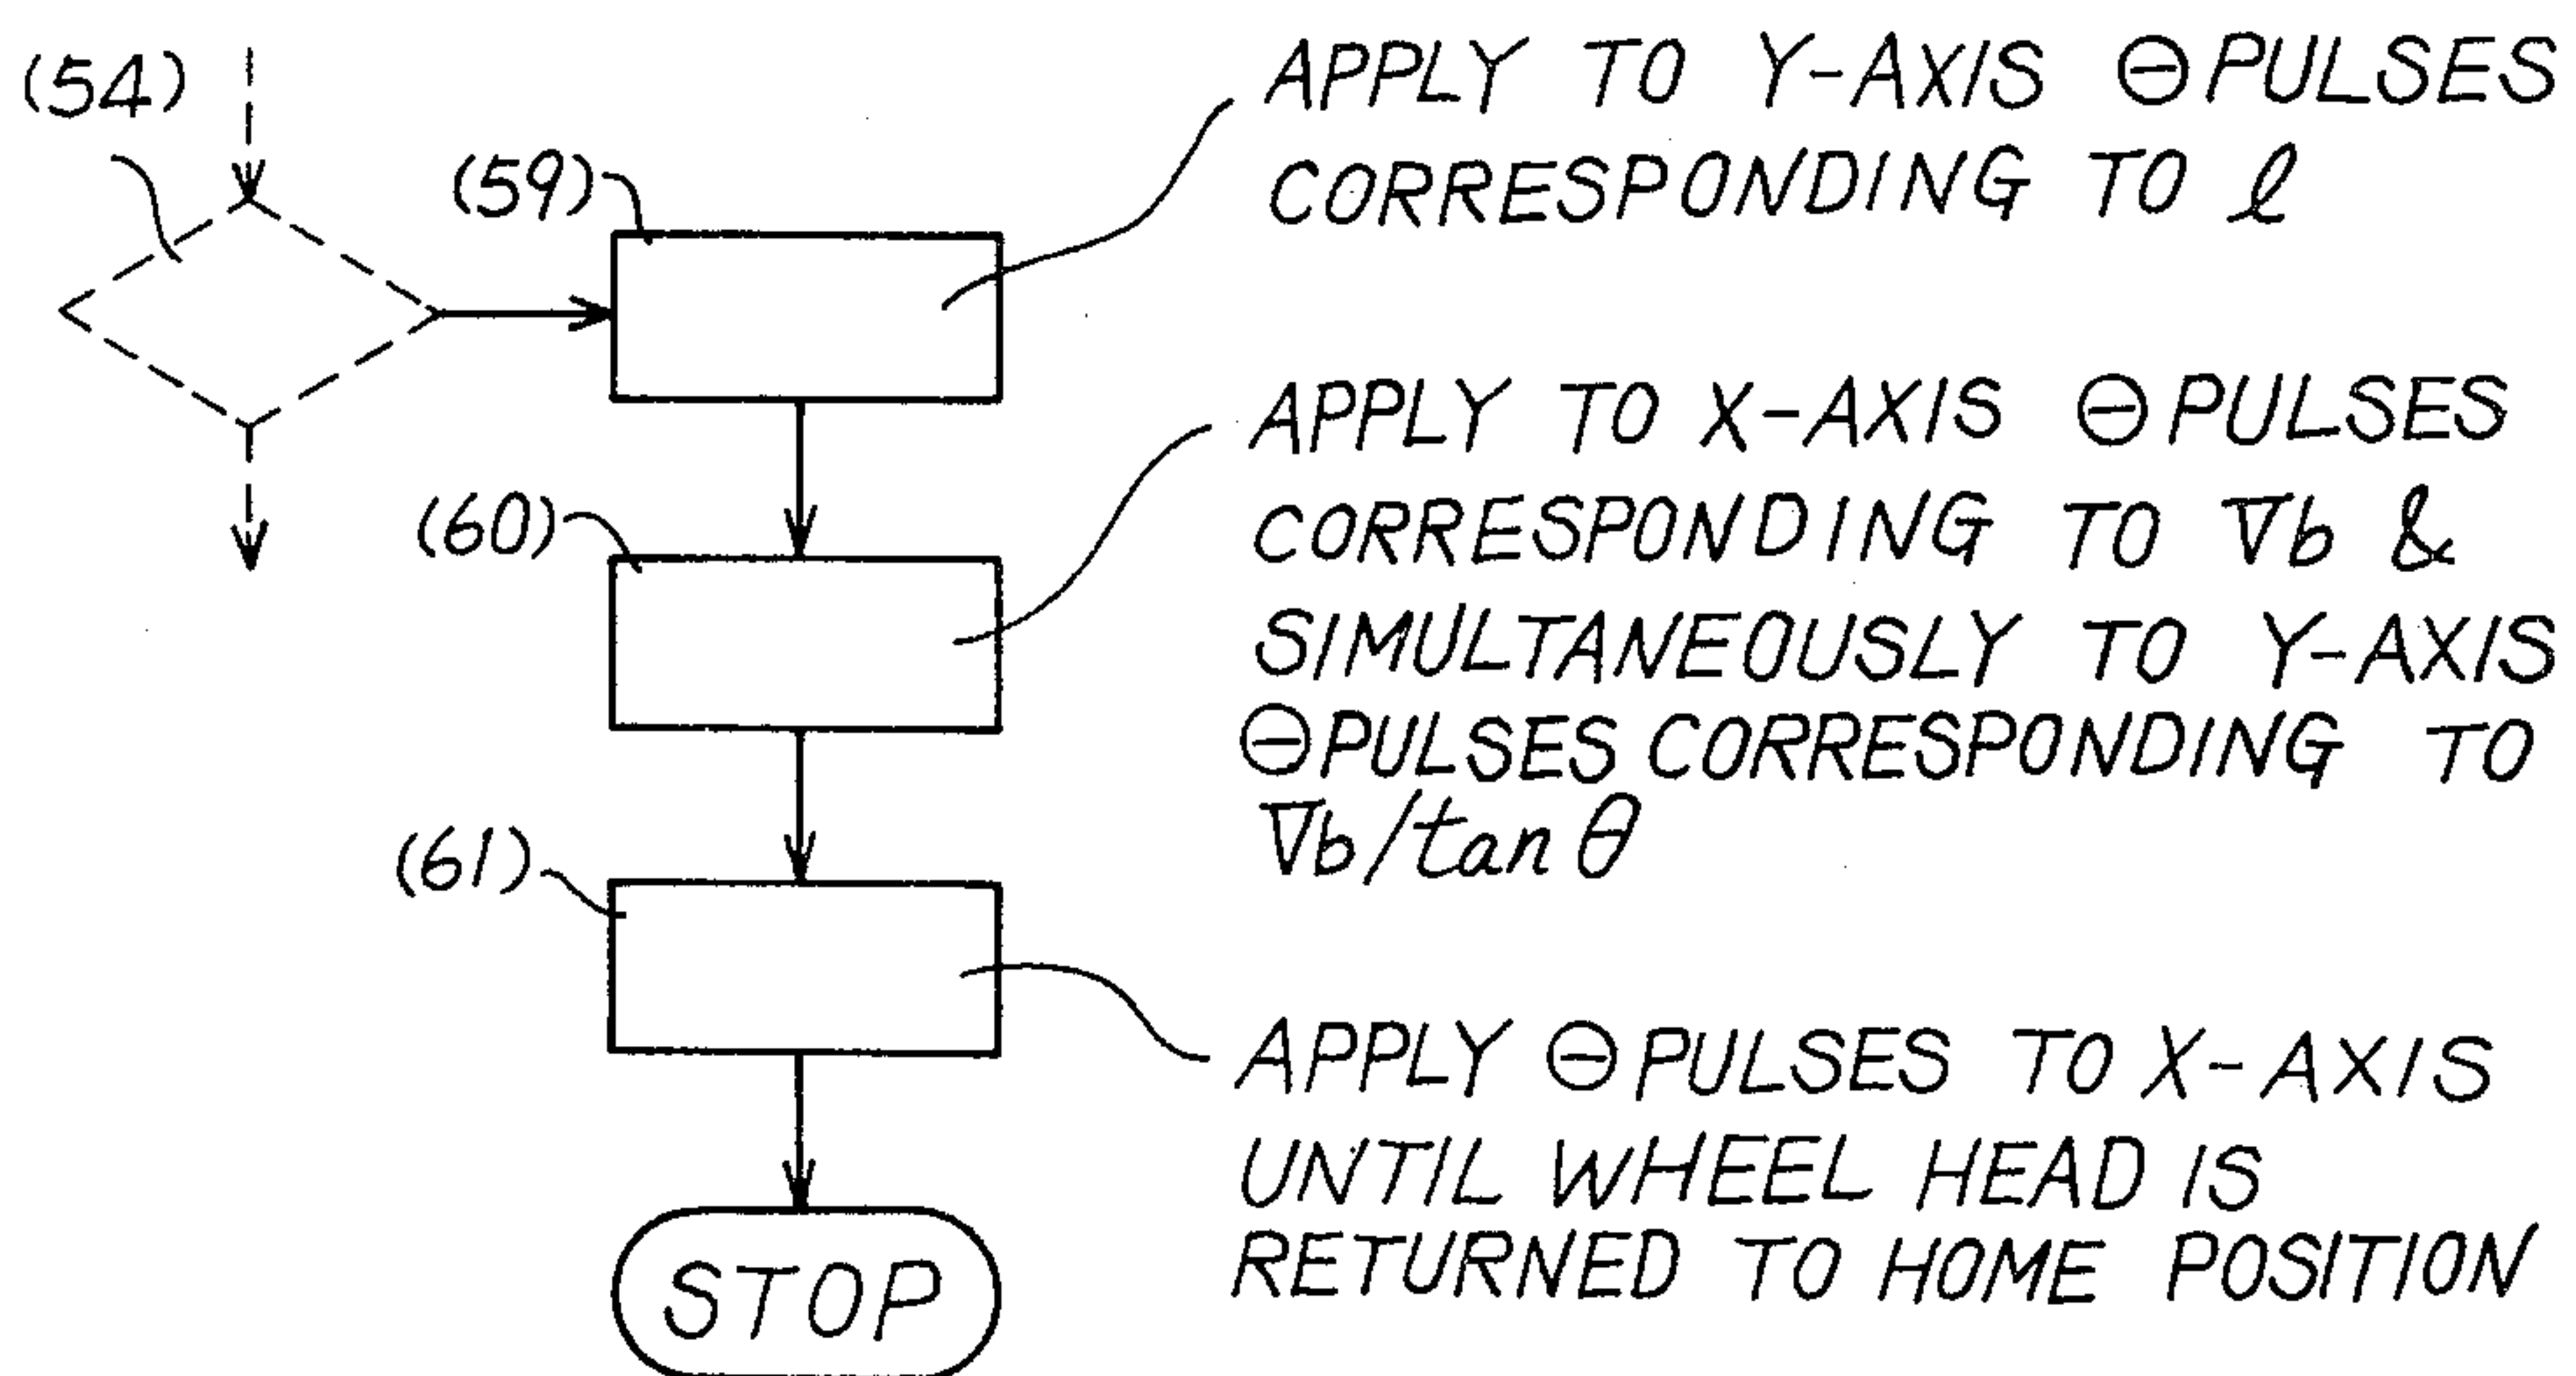 (54)
(59)
APPLY TO Y-AXIS ⊖ PULSES
CORRESPONDING TO ℓ
(60)
APPLY TO X-AXIS ⊖ PULSES
CORRESPONDING TO ∇b &
SIMULTANEOUSLY TO Y-AXIS
⊖ PULSES CORRESPONDING TO
∇b/tan θ
(61)
APPLY ⊖ PULSES TO X-AXIS
UNTIL WHEEL HEAD IS
RETURNED TO HOME POSITION
STOP